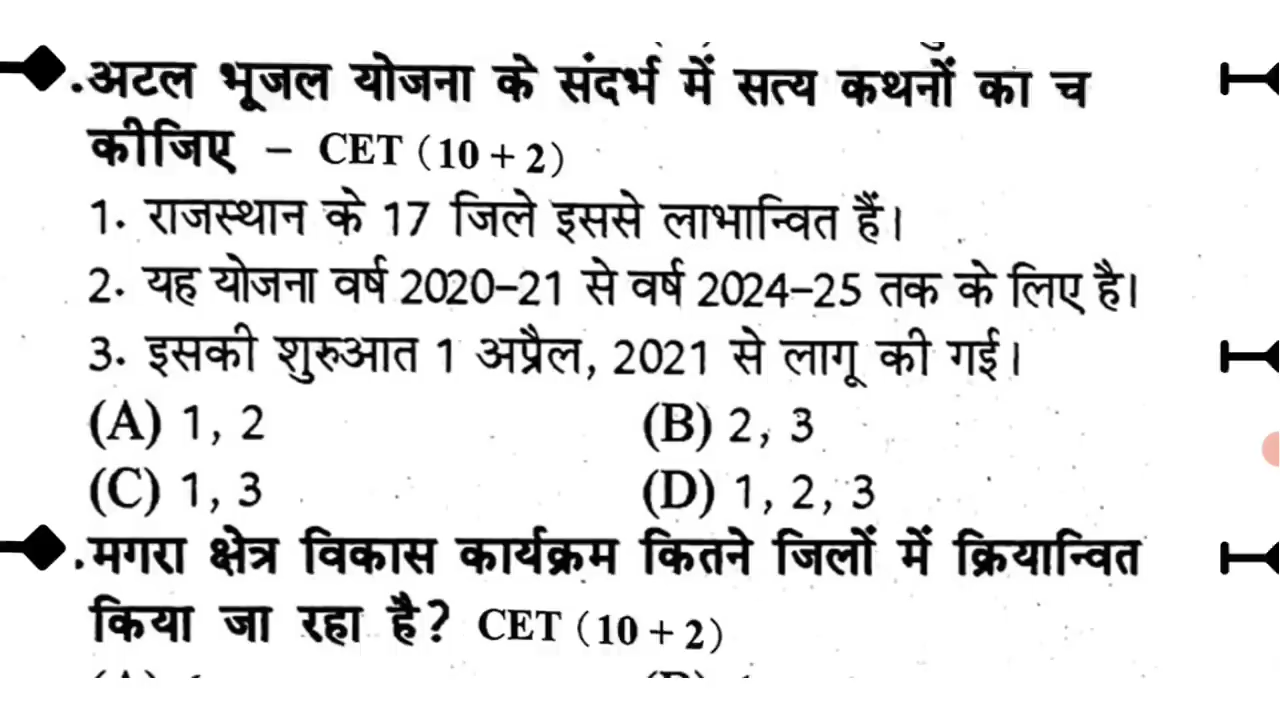 .अटल भूजल योजना के संदर्भ में सत्य कथनों का च
कीजिए – CET (10 + 2)
1. राजस्थान के 17 जिले इससे लाभान्वित हैं।
2. यह योजना वर्ष 2020–21 से वर्ष 2024–25 तक के लिए है।
3. इसकी शुरुआत 1 अप्रैल, 2021 से लागू की गई।
(A) 1, 2 (B) 2, 3
(C) 1, 3 (D) 1, 2, 3
.मगरा क्षेत्र विकास कार्यक्रम कितने जिलों में क्रियान्वित
किया जा रहा है? CET (10 + 2)